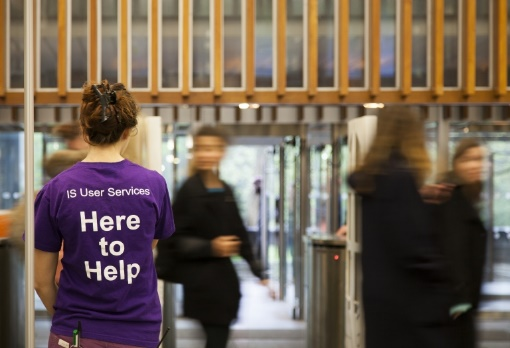 IS User Services
Here
to
Help